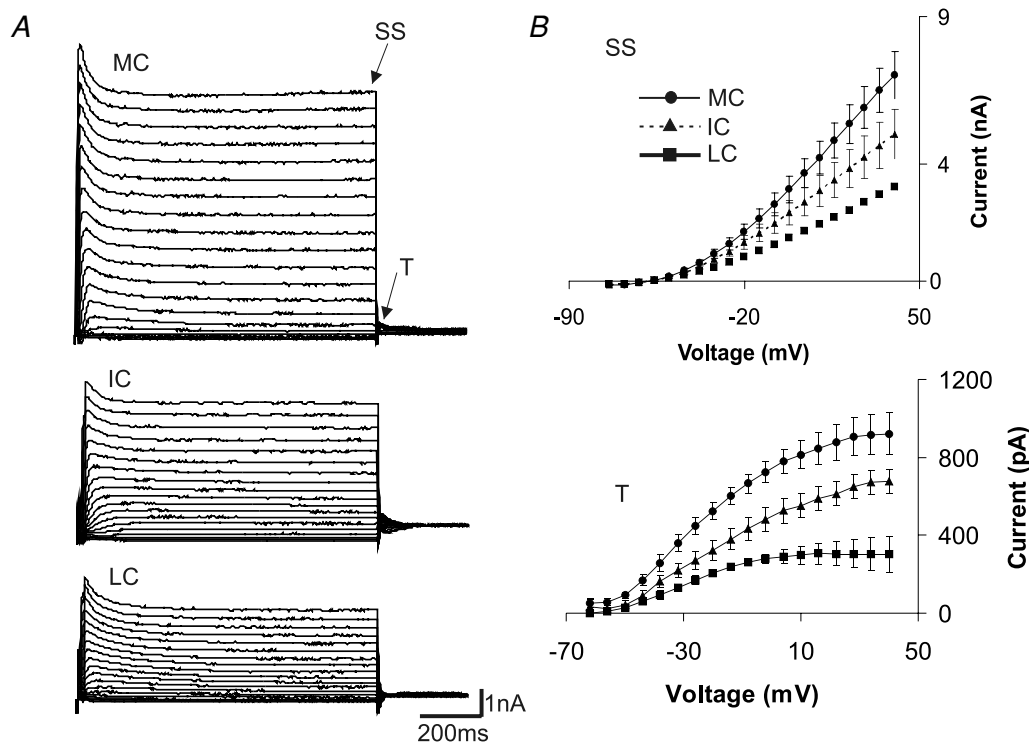 A
MC
SS
T
IC
LC
1nA
200ms
B
SS
MC
IC
LC
9
4
0
Current (nA)
-90
-20
50
Voltage (mV)
T
1200
800
400
0
Current (pA)
-70
-30
10
50
Voltage (mV)